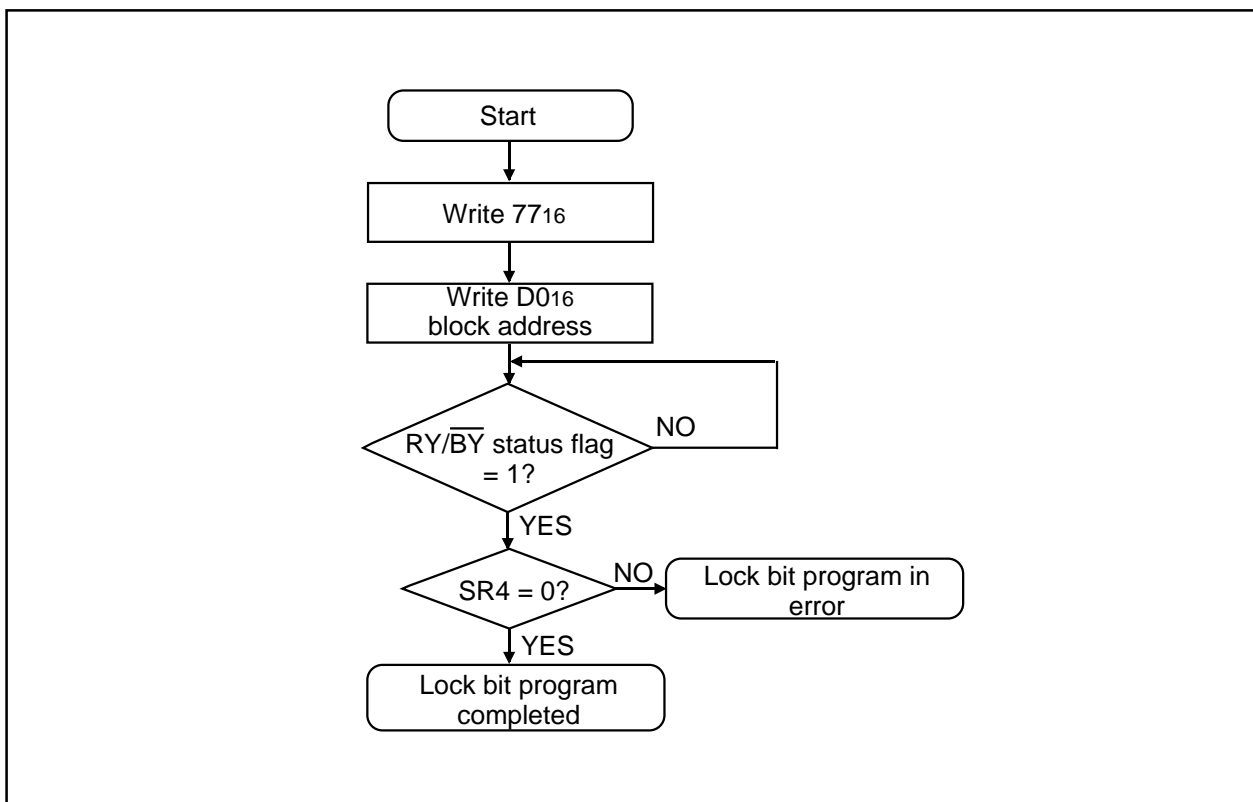 Start
Write 77₁₆
Write D0₁₆
block address
RY/B̅Y̅ status flag
= 1?
NO
YES
SR4 = 0?
NO
Lock bit program in
error
YES
Lock bit program
completed